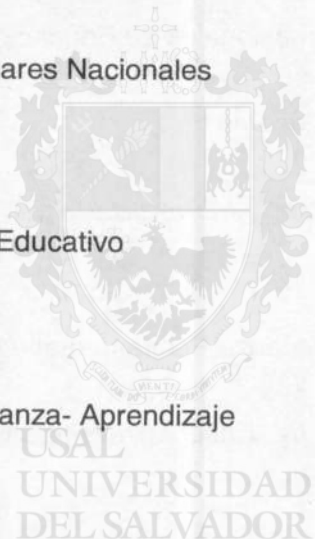 ares Nacionales
Educativo
anza- Aprendizaje
USAL
UNIVERSIDAD
DEL SALVADOR